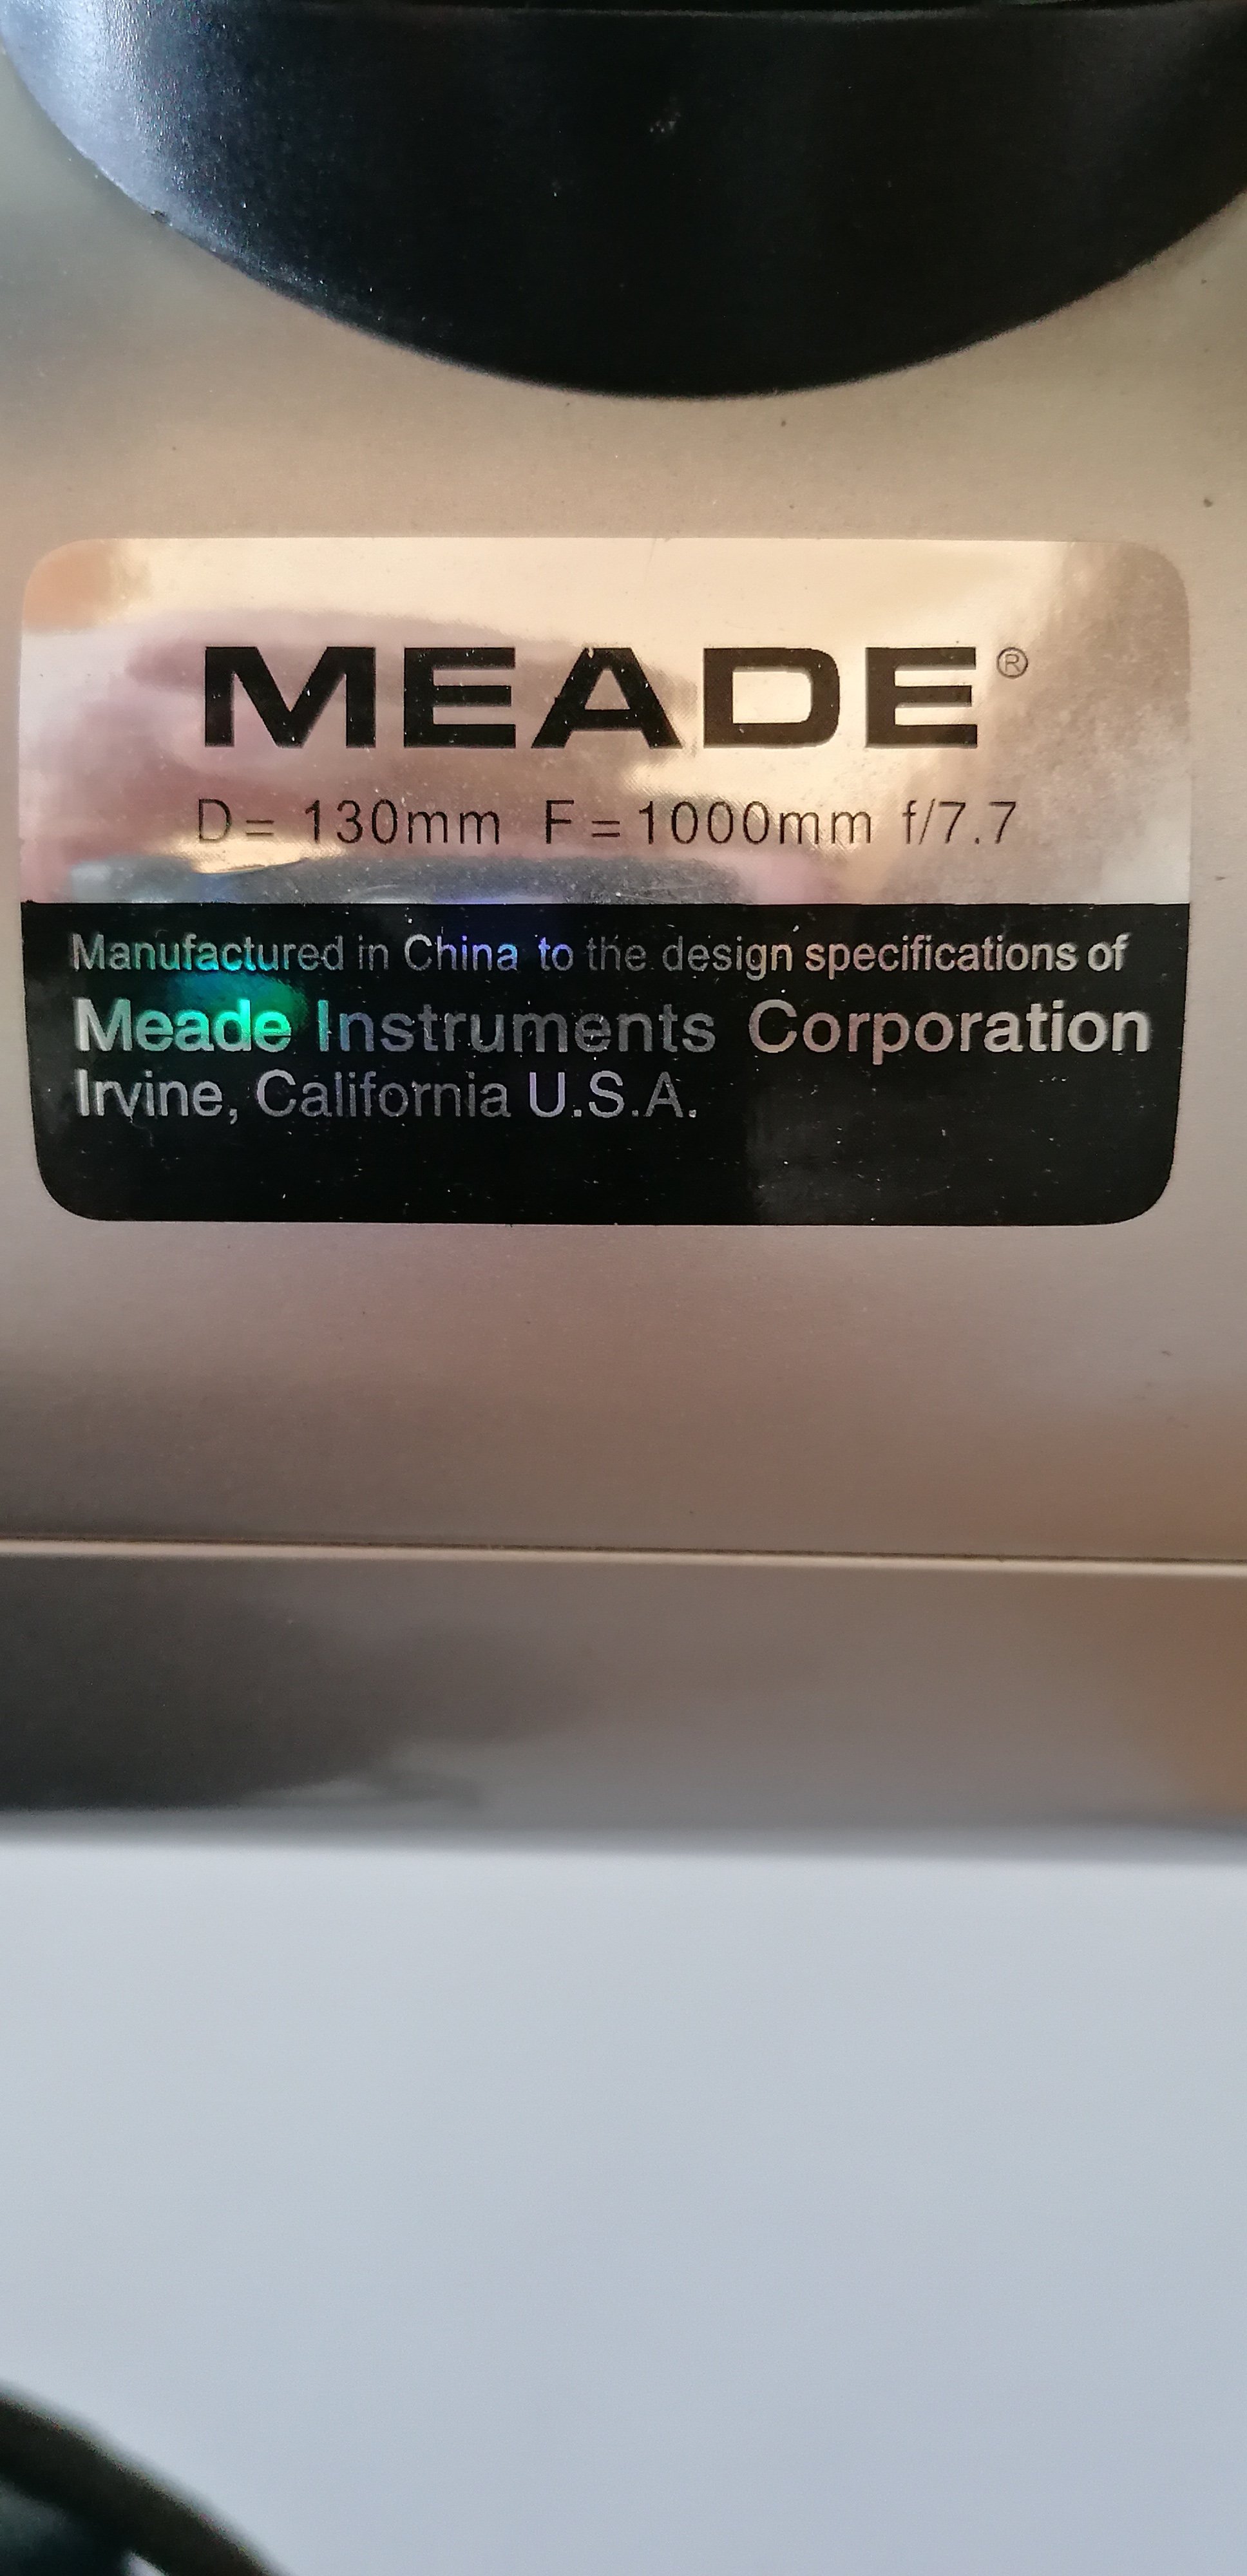 MEADE®
D= 130mm F=1000mm f/7.7
Manufactured in China to the design specifications of
Meade Instruments Corporation
Irvine, California U.S.A.